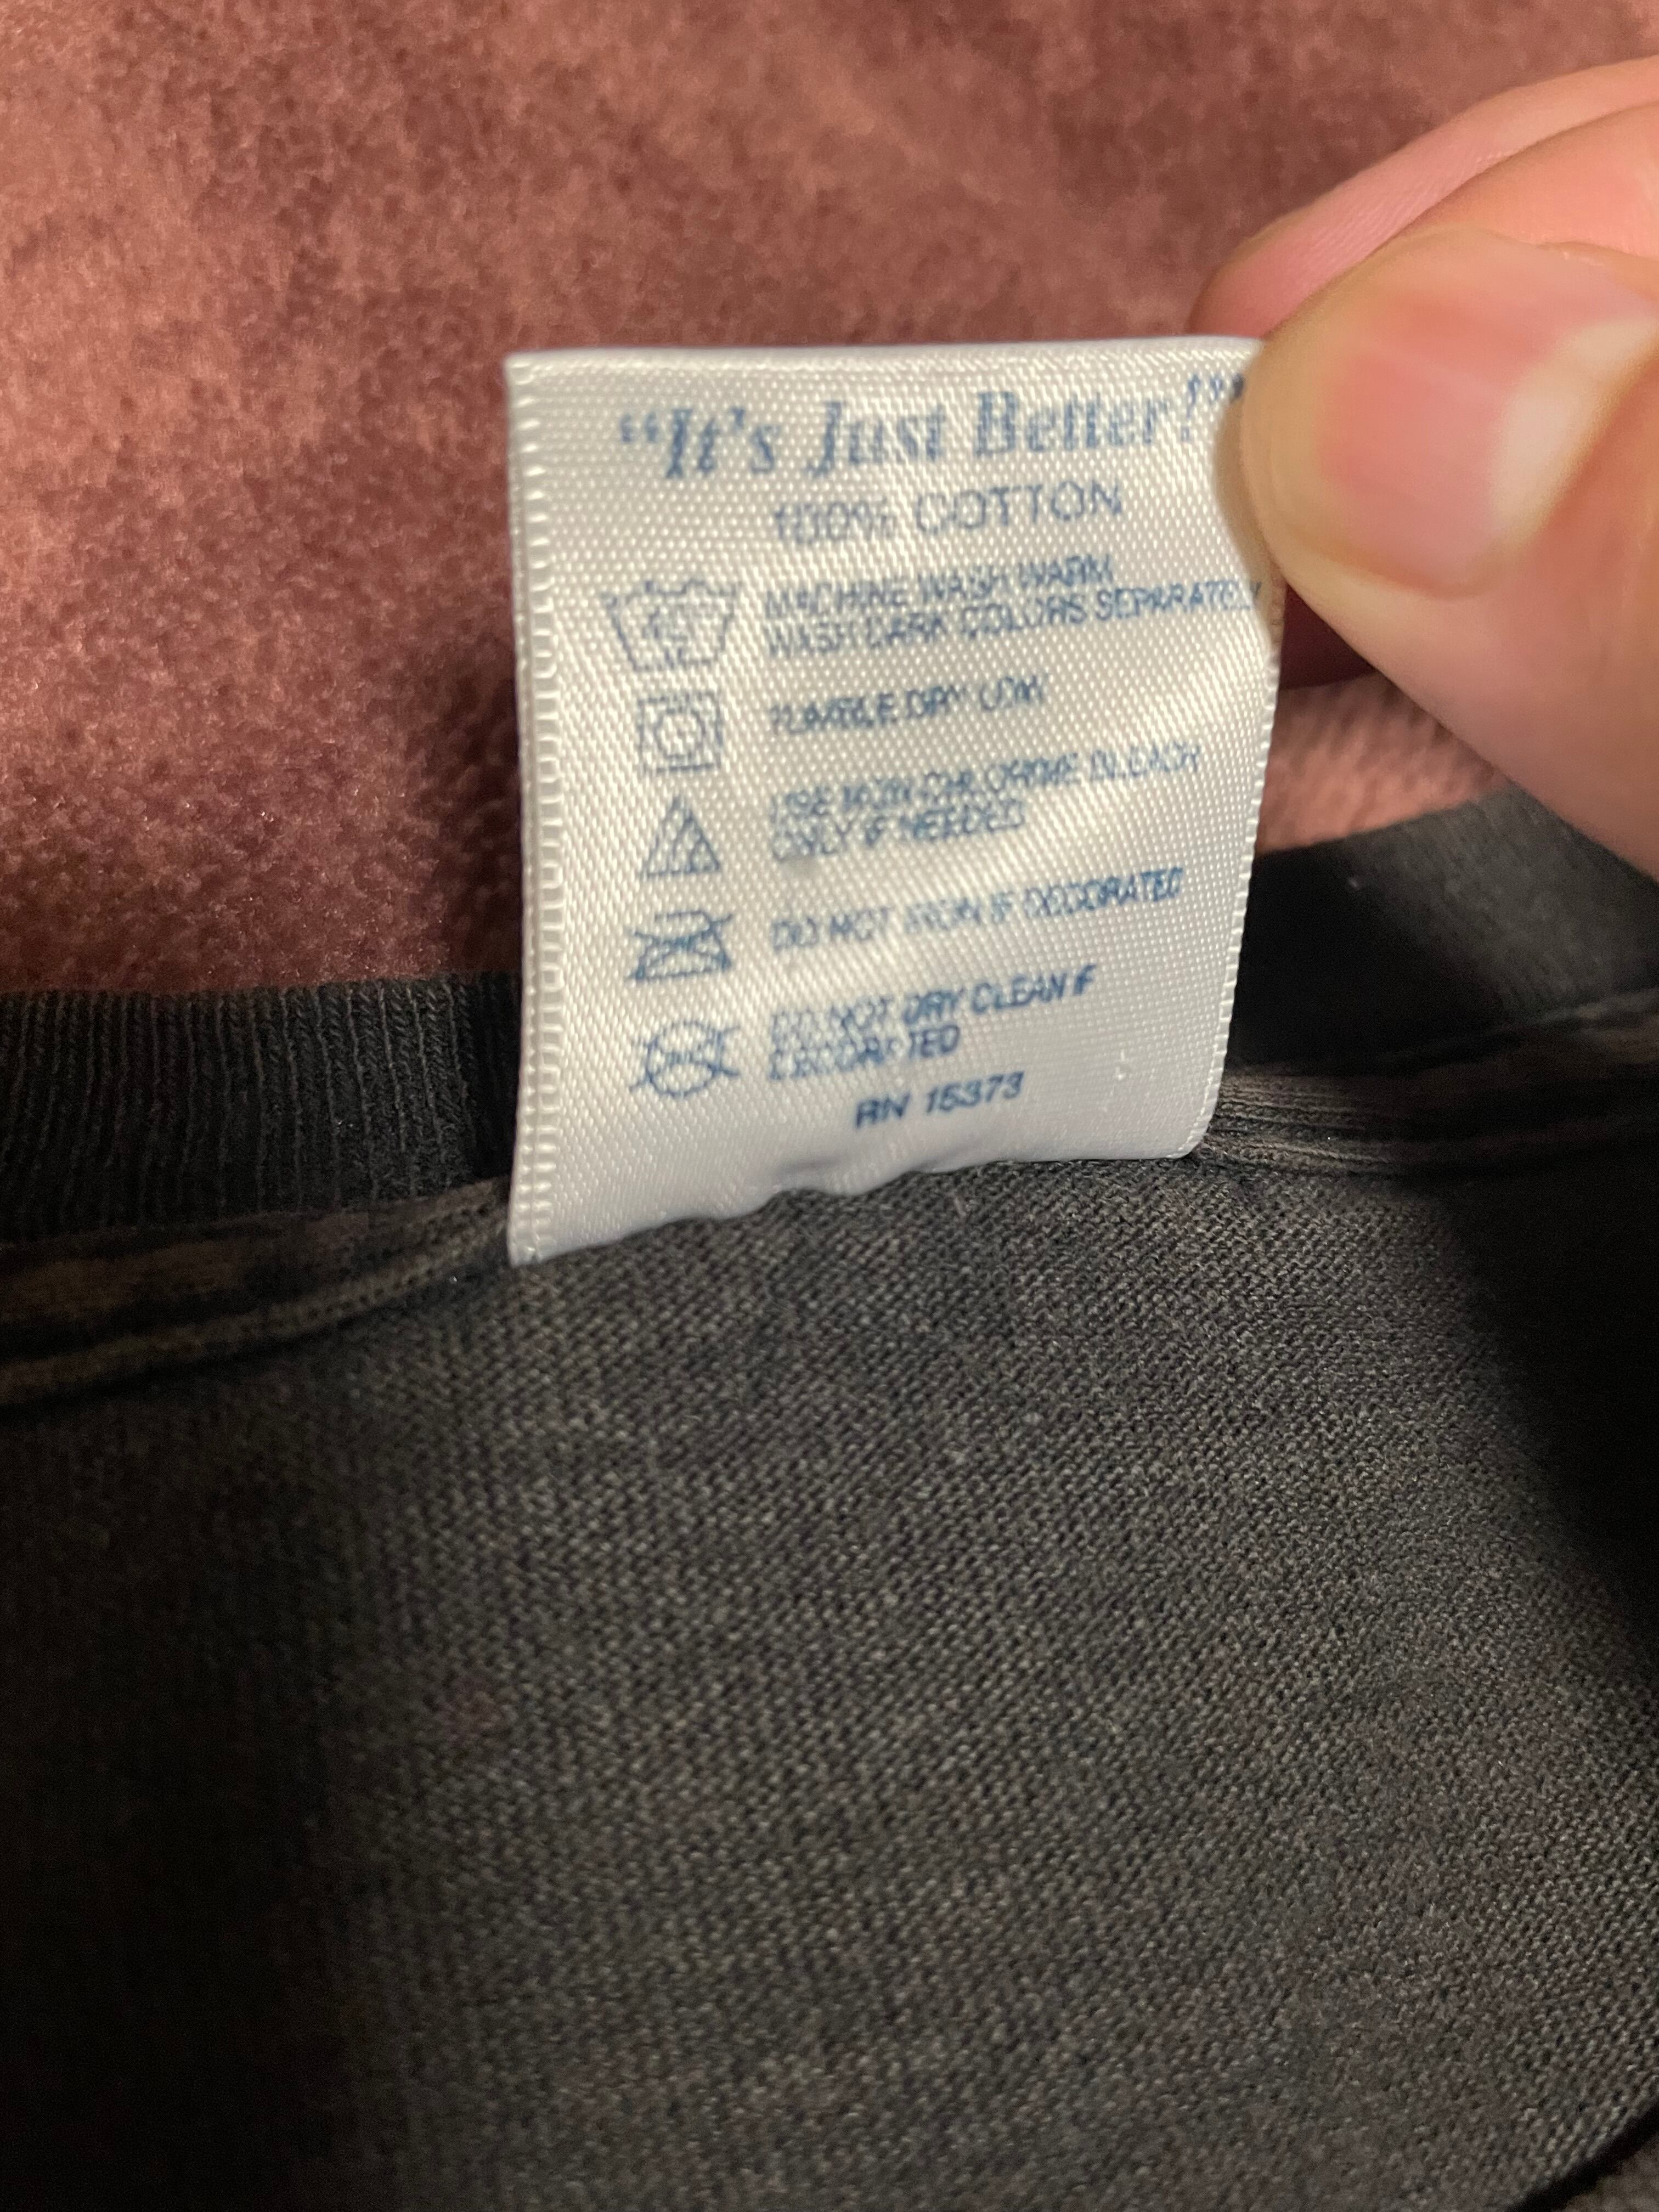 “It's Just Better!”
100% COTTON
MACHINE WASH WARM
WASH DARK COLORS SEPARATELY
TUMBLE DRY LOW
USE NON-CHLORINE BLEACH
ONLY IF NEEDED
DO NOT IRON IF DECORATED
DO NOT DRY CLEAN IF
DECORATED
RN 15373